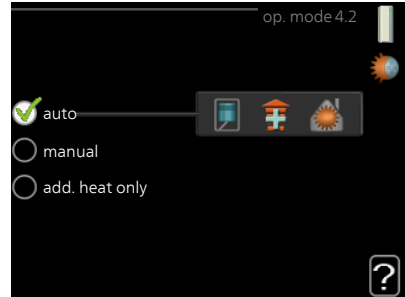 op. mode 4.2
auto
manual
add. heat only
?